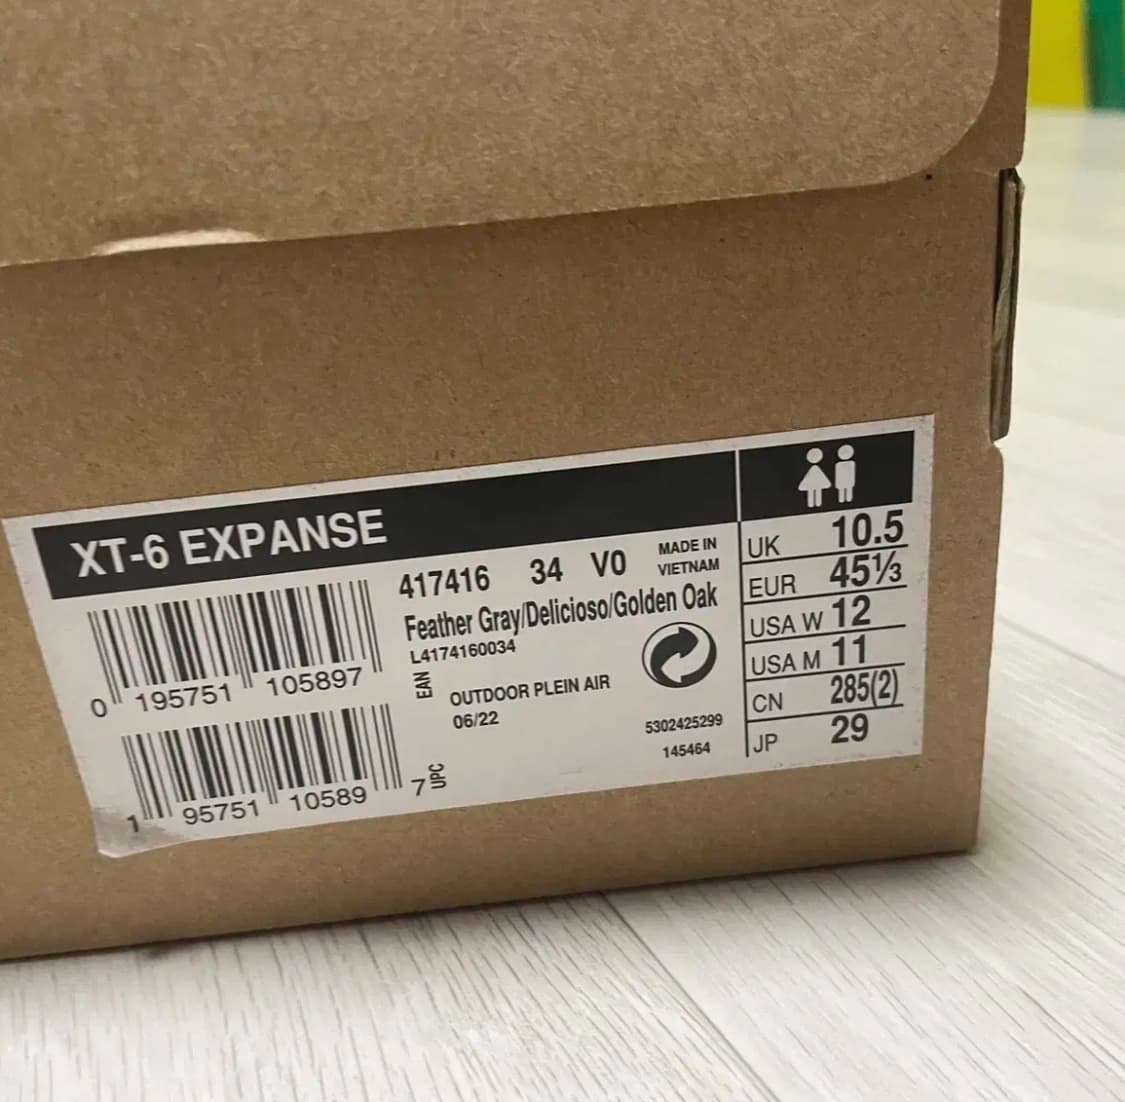 XT-6 EXPANSE
417416 34 V0
MADE IN
VIETNAM
Feather Gray/Delicioso/Golden Oak
L4174160034
0 195751 105897
EAN
OUTDOOR PLEIN AIR
06/22
5302425299
145464
1 95751 10589 7
UPC
UK 10.5
EUR 45⅓
USA W 12
USA M 11
CN 285(2)
JP 29